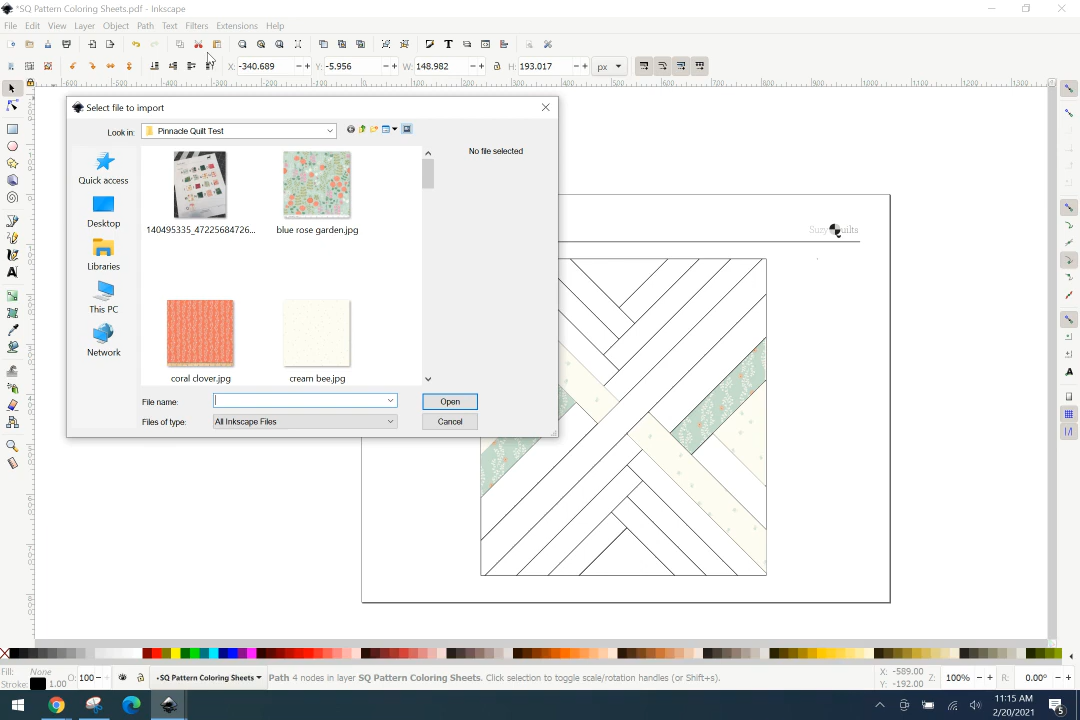 *SQ Pattern Coloring Sheets.pdf - Inkscape
File Edit View Layer Object Path Text Filters Extensions Help
X: -340.689 Y: -5.956 W: 148.982 H: 193.017 px
Select file to import
Look in: Pinnacle Quilt Test
No file selected
Quick access
Desktop
Libraries
This PC
Network
140495335_47225684726... blue rose garden.jpg
coral clover.jpg cream bee.jpg
File name: Open
Files of type: All Inkscape Files Cancel
Fill: None
Stroke: 1.00 O: 100
SQ Pattern Coloring Sheets
Path 4 nodes in layer SQ Pattern Coloring Sheets. Click selection to toggle scale/rotation handles (or Shift+s).
X: -589.00
Y: -192.00
Z: 100% R: 0.00°
11:15 AM
2/20/2021
5